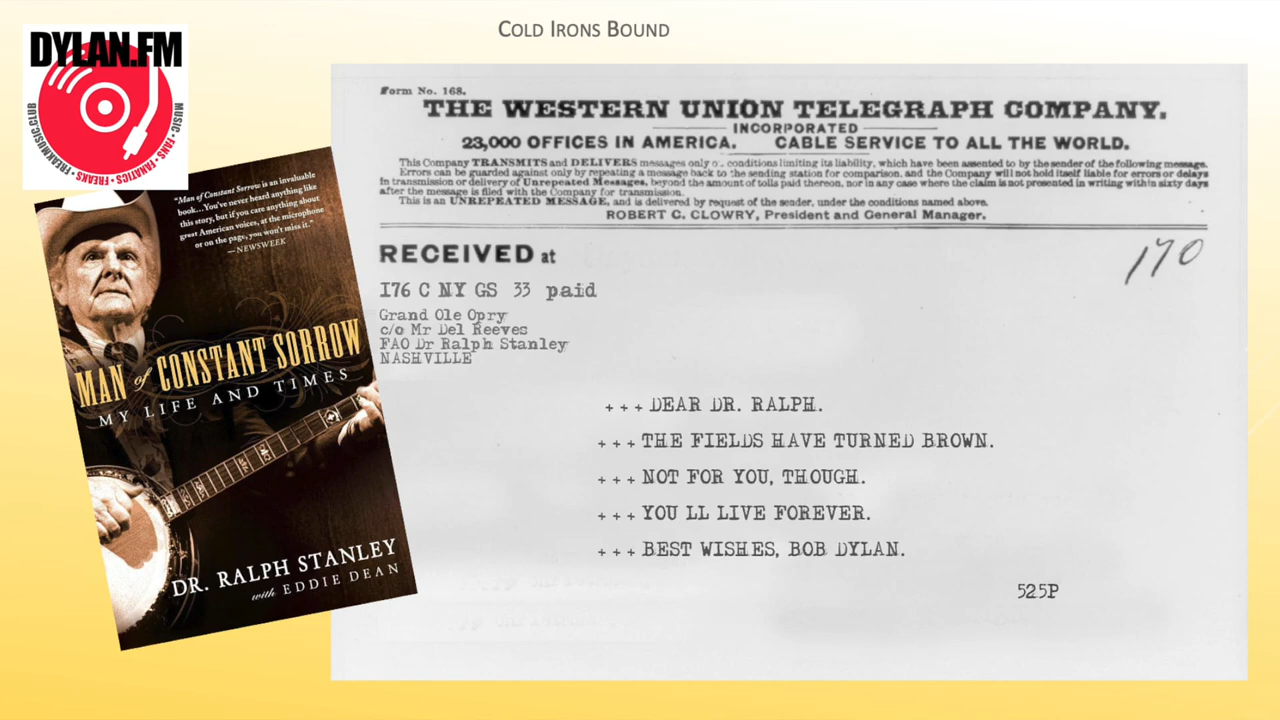 COLD IRONS BOUND
DYLAN.FM
FREAKMUSIC.CLUB
MUSIC • FANS • FANATICS • FREAKS
"Man of Constant Sorrow is an invaluable
book...You've never heard anything like
this story, but if you care anything about
great American voices, at the microphone
or on the page, you won't miss it."
—NEWSWEEK
MAN of CONSTANT SORROW
MY LIFE AND TIMES
DR. RALPH STANLEY
with EDDIE DEAN
Form No. 168.
THE WESTERN UNION TELEGRAPH COMPANY.
INCORPORATED
23,000 OFFICES IN AMERICA. CABLE SERVICE TO ALL THE WORLD.
This Company TRANSMITS and DELIVERS messages only on conditions limiting its liability, which have been assented to by the sender of the following message.
Errors can be guarded against only by repeating a message back to the sending station for comparison, and the Company will not hold itself liable for errors or delays
in transmission or delivery of Unrepeated Messages, beyond the amount of tolls paid thereon, nor in any case where the claim is not presented in writing within sixty days
after the message is filed with the Company for transmission.
This is an UNREPEATED MESSAGE, and is delivered by request of the sender, under the conditions named above.
ROBERT C. CLOWRY, President and General Manager.
RECEIVED at
170
176 C NY GS 33 paid
Grand Ole Opry
c/o Mr Del Reeves
FAO Dr Ralph Stanley
NASHVILLE
+++ DEAR DR. RALPH.
+++ THE FIELDS HAVE TURNED BROWN.
+++ NOT FOR YOU, THOUGH.
+++ YOU LL LIVE FOREVER.
+++ BEST WISHES, BOB DYLAN.
525P